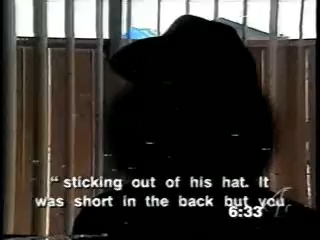 “ sticking out of his hat. It
was short in the back but you
6:33